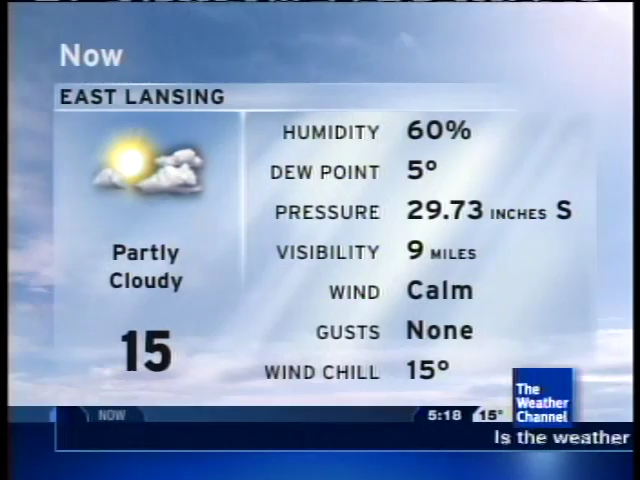 Now
EAST LANSING
HUMIDITY 60%
DEW POINT 5°
PRESSURE 29.73 INCHES S
VISIBILITY 9 MILES
WIND Calm
GUSTS None
WIND CHILL 15°
Partly
Cloudy
15
The
Weather
Channel
NOW 5:18 15°
Is the weather